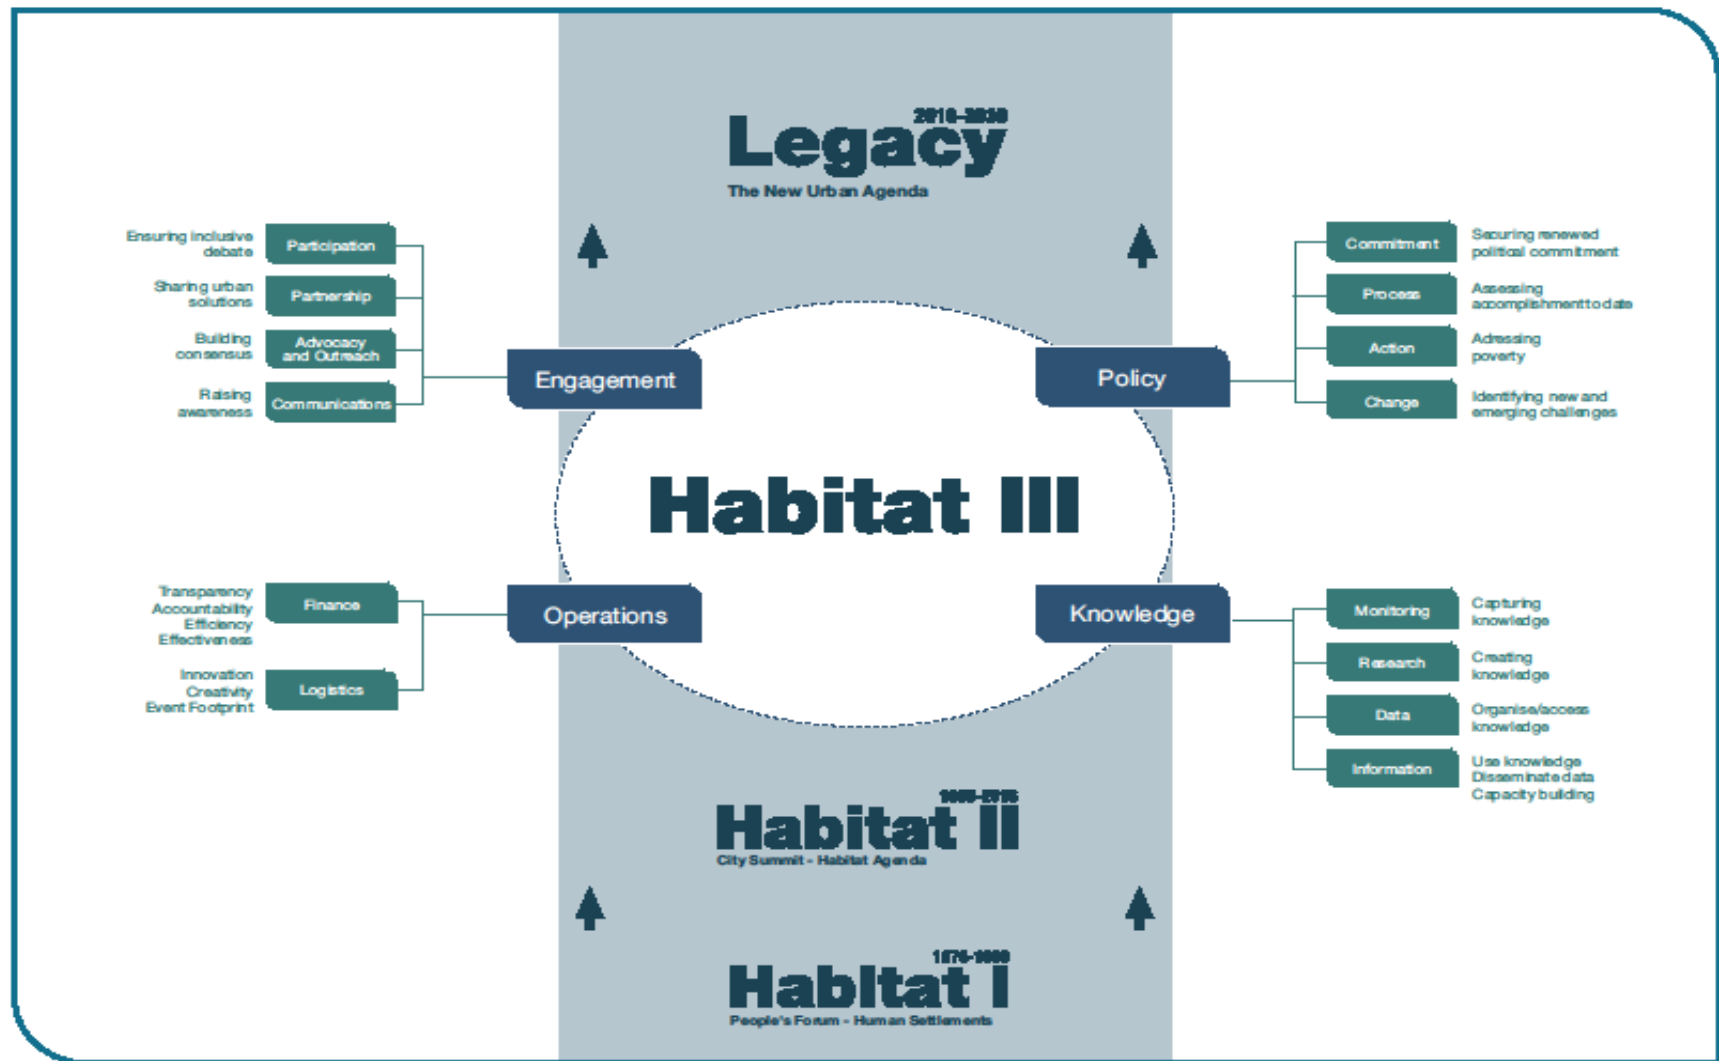 Legacy
The New Urban Agenda
Ensuring inclusive
debate
Participation
Sharing urban
solutions
Partnership
Building
consensus
Advocacy
and Outreach
Raising
awareness
Communications
Engagement
Policy
Commitment
Securing renewed
political commitment
Process
Assessing
accomplishment to date
Action
Adressing
poverty
Change
Identifying new and
emerging challenges
Habitat III
Transparency
Accountability
Efficiency
Effectiveness
Finance
Innovation
Creativity
Event Footprint
Logistics
Operations
Knowledge
Monitoring
Capturing
knowledge
Research
Creating
knowledge
Data
Organise/access
knowledge
Information
Use knowledge
Disseminate data
Capacity building
Habitat II
City Summit - Habitat Agenda
Habitat I
People's Forum - Human Settlements